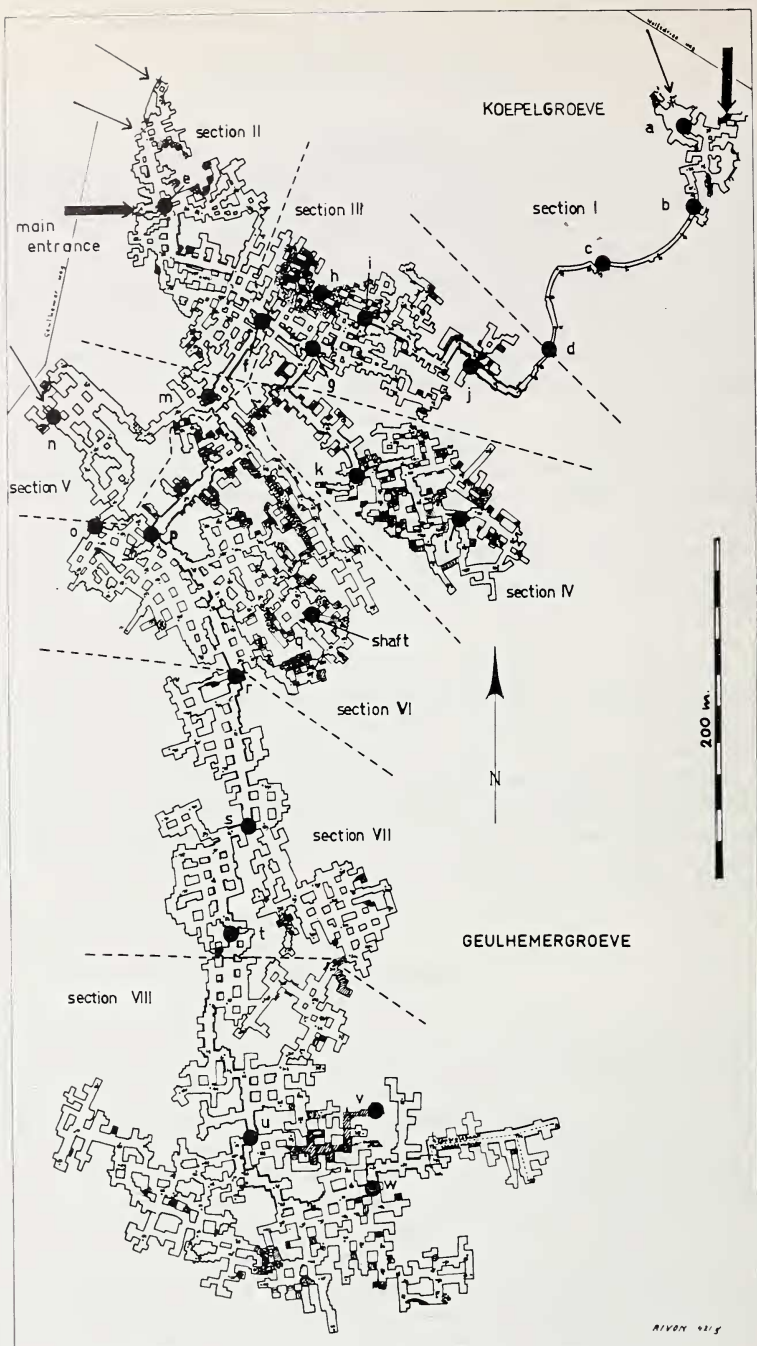 KOEPELGROEVE
a
section II
e
main
entrance
section III
section I
b
c
h
i
d
g
j
m
n
k
section V
o
p
section IV
q
shaft
r
section VI
N
200 m.
s
section VII
t
GEULHEMERGROEVE
section VIII
v
u
w
RIVON